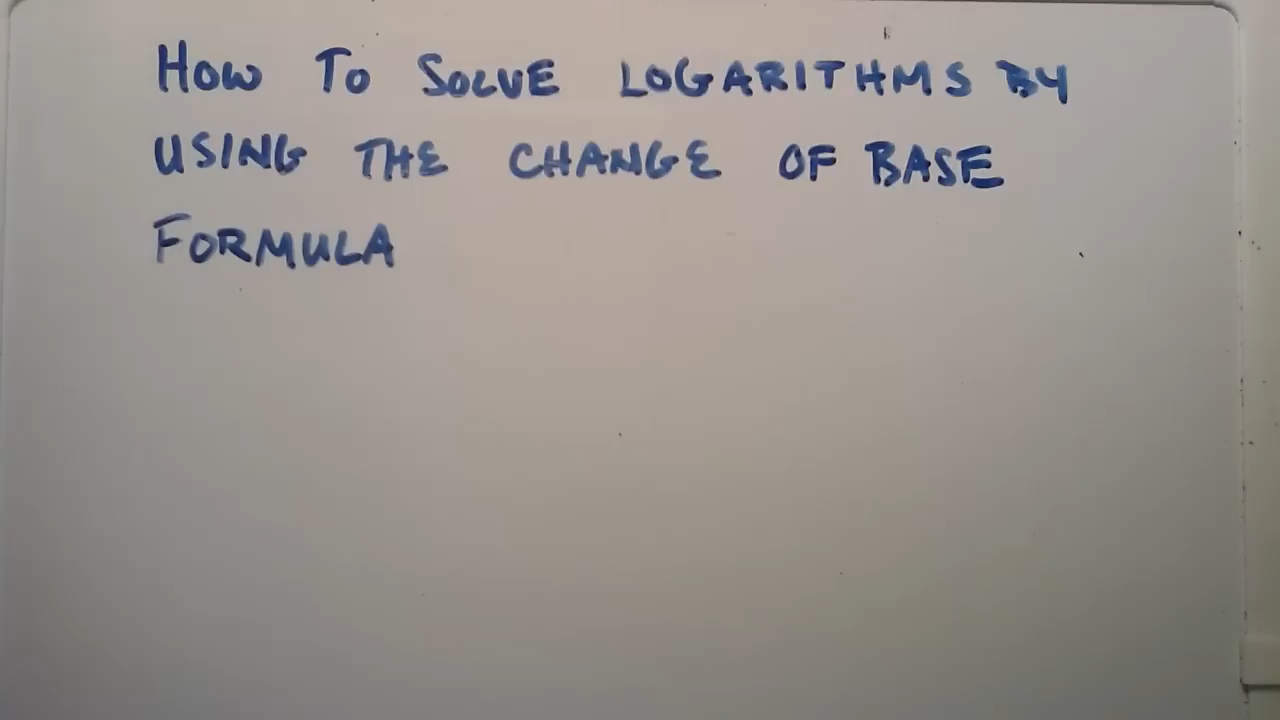 HOW TO SOLVE LOGARITHMS BY
USING THE CHANGE OF BASE
FORMULA